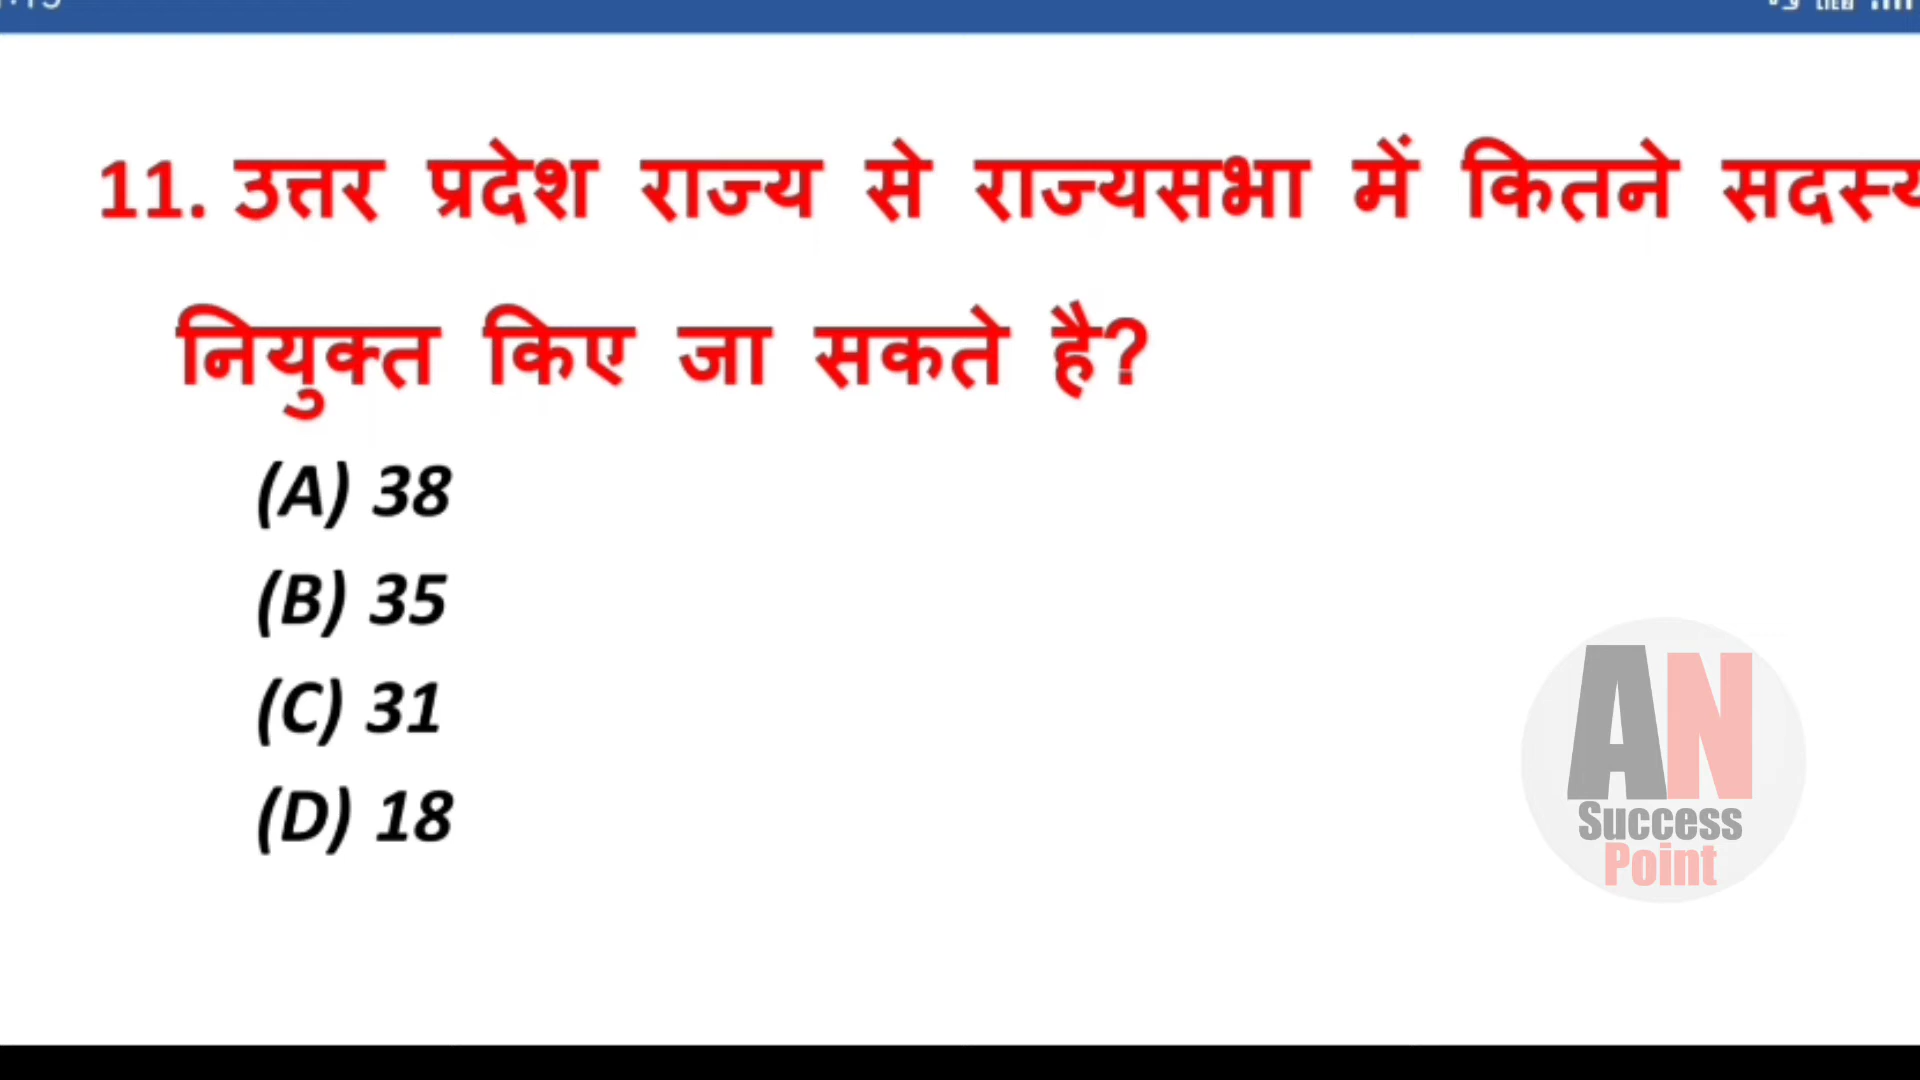 11. उत्तर प्रदेश राज्य से राज्यसभा में कितने सदस्य
नियुक्त किए जा सकते है?
(A) 38
(B) 35
(C) 31
(D) 18
AN
Success
Point